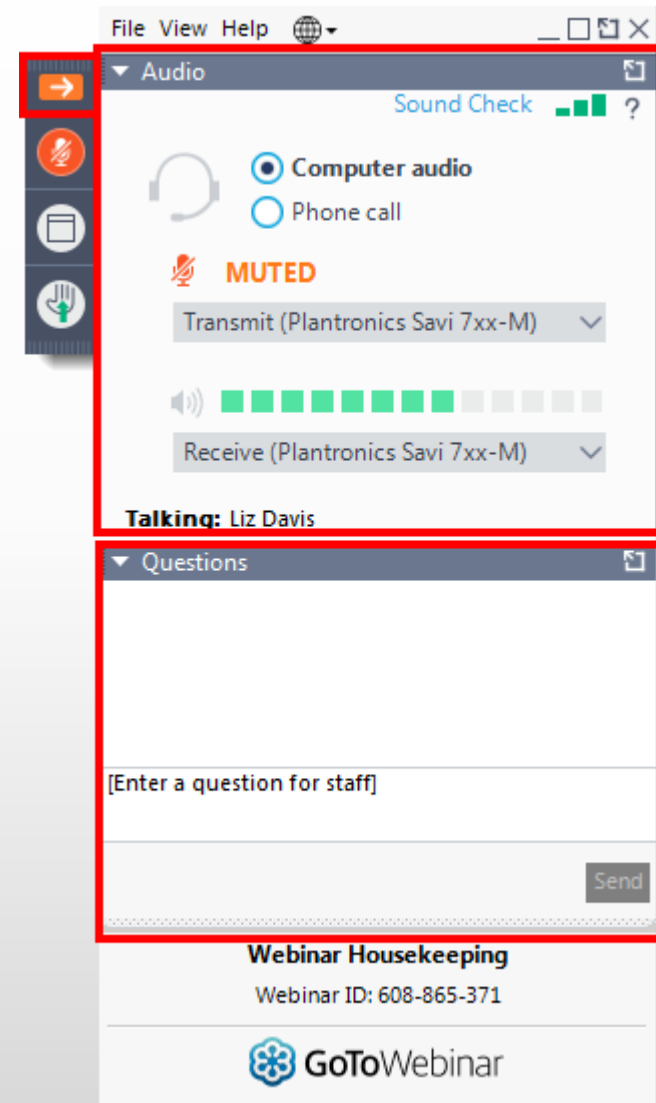 File View Help
Audio
Sound Check ?
Computer audio
Phone call
MUTED
Transmit (Plantronics Savi 7xx-M)
Receive (Plantronics Savi 7xx-M)
Talking: Liz Davis
Questions
[Enter a question for staff]
Send
Webinar Housekeeping
Webinar ID: 608-865-371
GoToWebinar